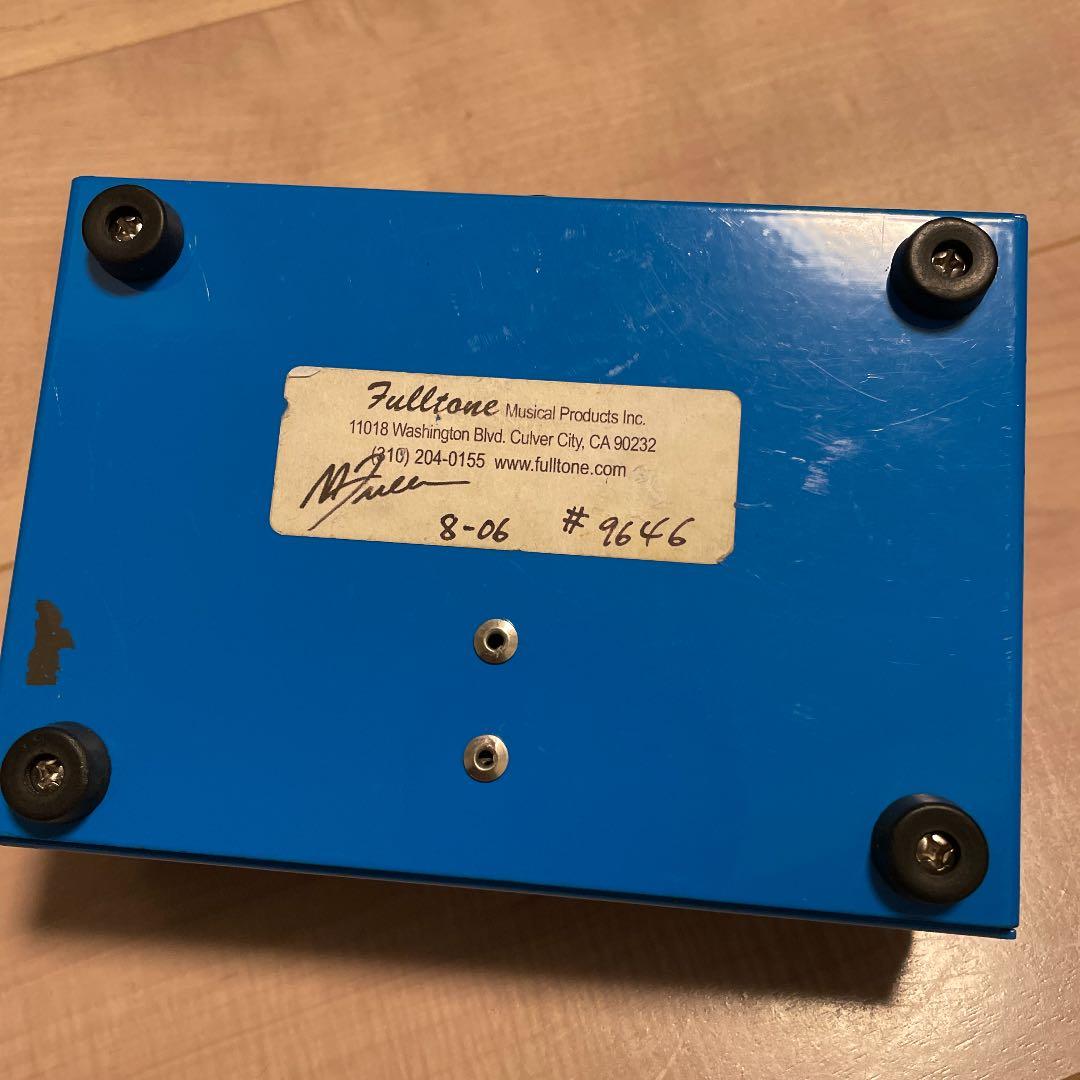 Fulltone Musical Products Inc.
11018 Washington Blvd. Culver City, CA 90232
(310) 204-0155 www.fulltone.com
M Fuller
8-06 # 9646